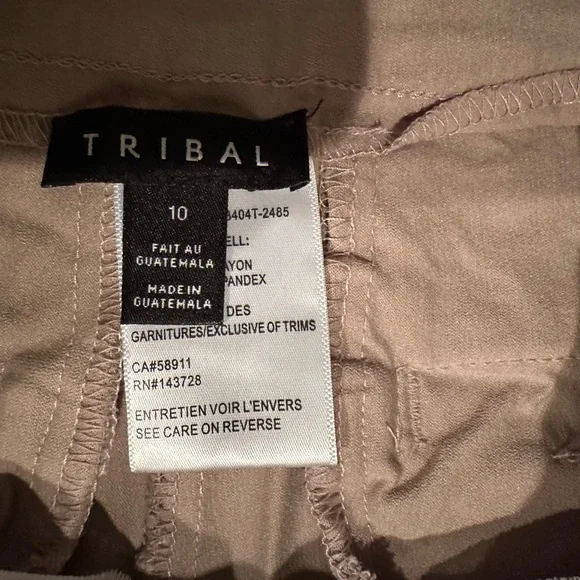 TRIBAL
10
FAIT AU
GUATEMALA
MADE IN
GUATEMALA
404T-2485
ELL:
AYON
PANDEX
DES
GARNITURES/EXCLUSIVE OF TRIMS
CA#58911
RN#143728
ENTRETIEN VOIR L'ENVERS
SEE CARE ON REVERSE